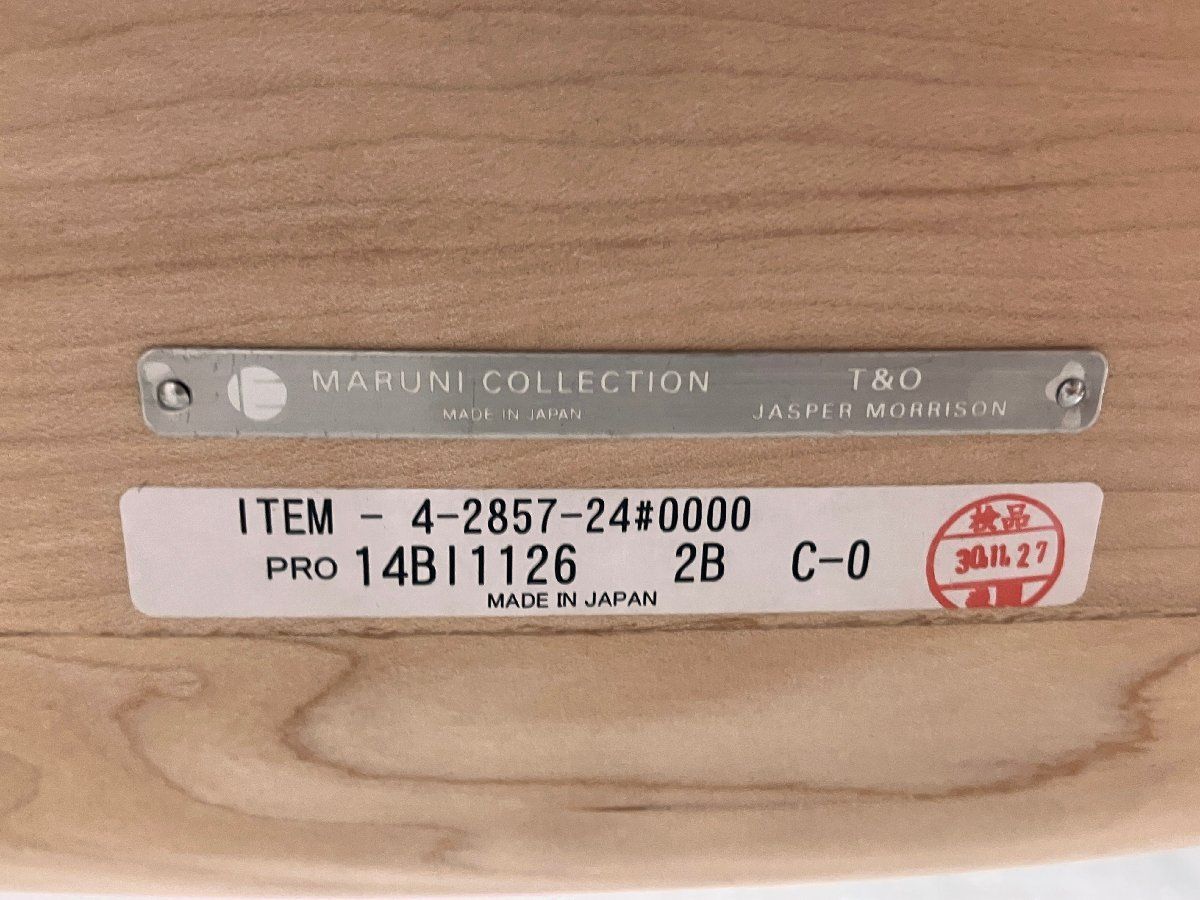 MARUNI COLLECTION
MADE IN JAPAN
T&O
JASPER MORRISON
ITEM - 4-2857-24#0000
PRO 14BI1126 2B C-0
MADE IN JAPAN
検品
30.11.27